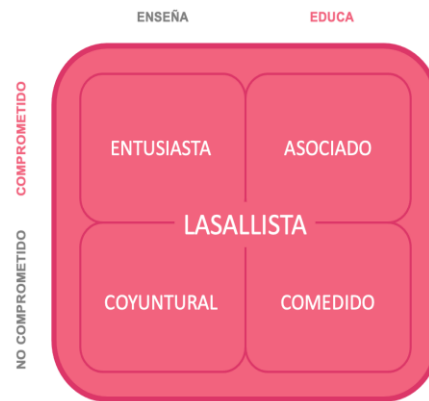 ENSEÑA EDUCA
COMPROMETIDO
ENTUSIASTA ASOCIADO
LASALLISTA
NO COMPROMETIDO
COYUNTURAL COMEDIDO